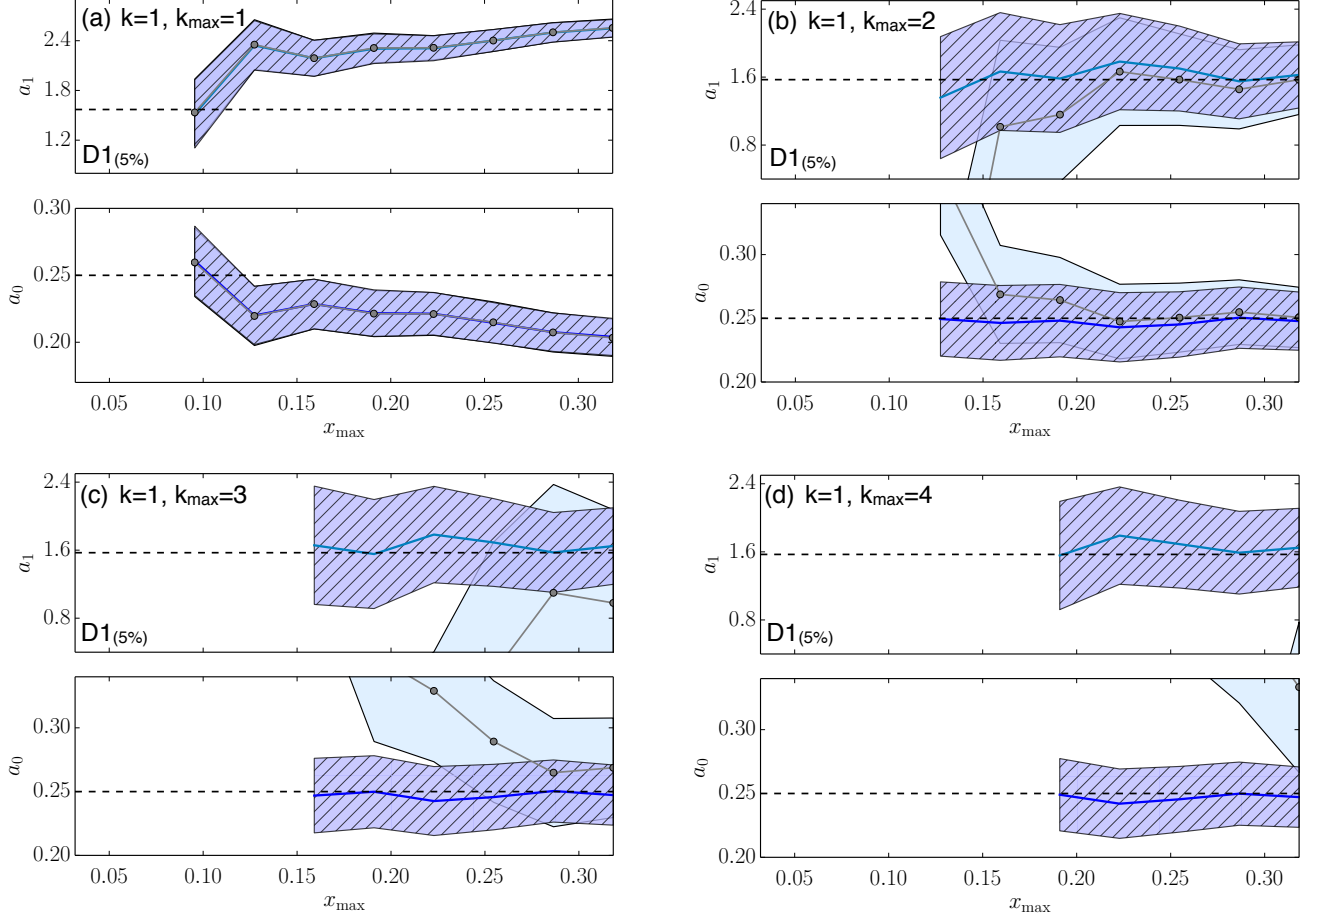 (a) k=1, kmax=1
2.4
1.8
1.2
a1
D1(5%)
0.30
0.25
0.20
a0
0.05 0.10 0.15 0.20 0.25 0.30
xmax
(b) k=1, kmax=2
2.4
1.6
0.8
a1
D1(5%)
0.30
0.25
0.20
a0
0.05 0.10 0.15 0.20 0.25 0.30
xmax
(c) k=1, kmax=3
2.4
1.6
0.8
a1
D1(5%)
0.30
0.25
0.20
a0
0.05 0.10 0.15 0.20 0.25 0.30
xmax
(d) k=1, kmax=4
2.4
1.6
0.8
a1
D1(5%)
0.30
0.25
0.20
a0
0.05 0.10 0.15 0.20 0.25 0.30
xmax